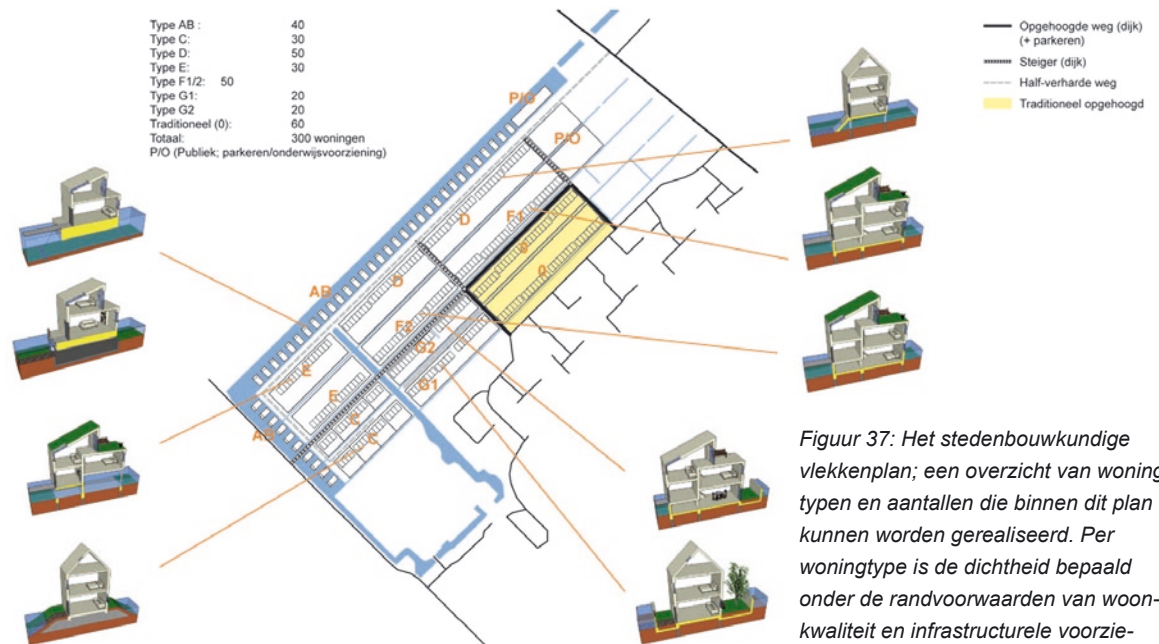 Type AB : 40
Type C: 30
Type D: 50
Type E: 30
Type F1/2: 50
Type G1: 20
Type G2 20
Traditioneel (0): 60
Totaal: 300 woningen
P/O (Publiek; parkeren/onderwijsvoorziening)
Opgehoogde weg (dijk)
(+ parkeren)
Steiger (dijk)
Half-verharde weg
Traditioneel opgehoogd
P/O
P/O
D
F1
0
0
AB
D
F2
G2
G1
E
E
C
C
AB
Figuur 37: Het stedenbouwkundige
vlekkenplan; een overzicht van woning
typen en aantallen die binnen dit plan
kunnen worden gerealiseerd. Per
woningtype is de dichtheid bepaald
onder de randvoorwaarden van woon-
kwaliteit en infrastructurele voorzie-